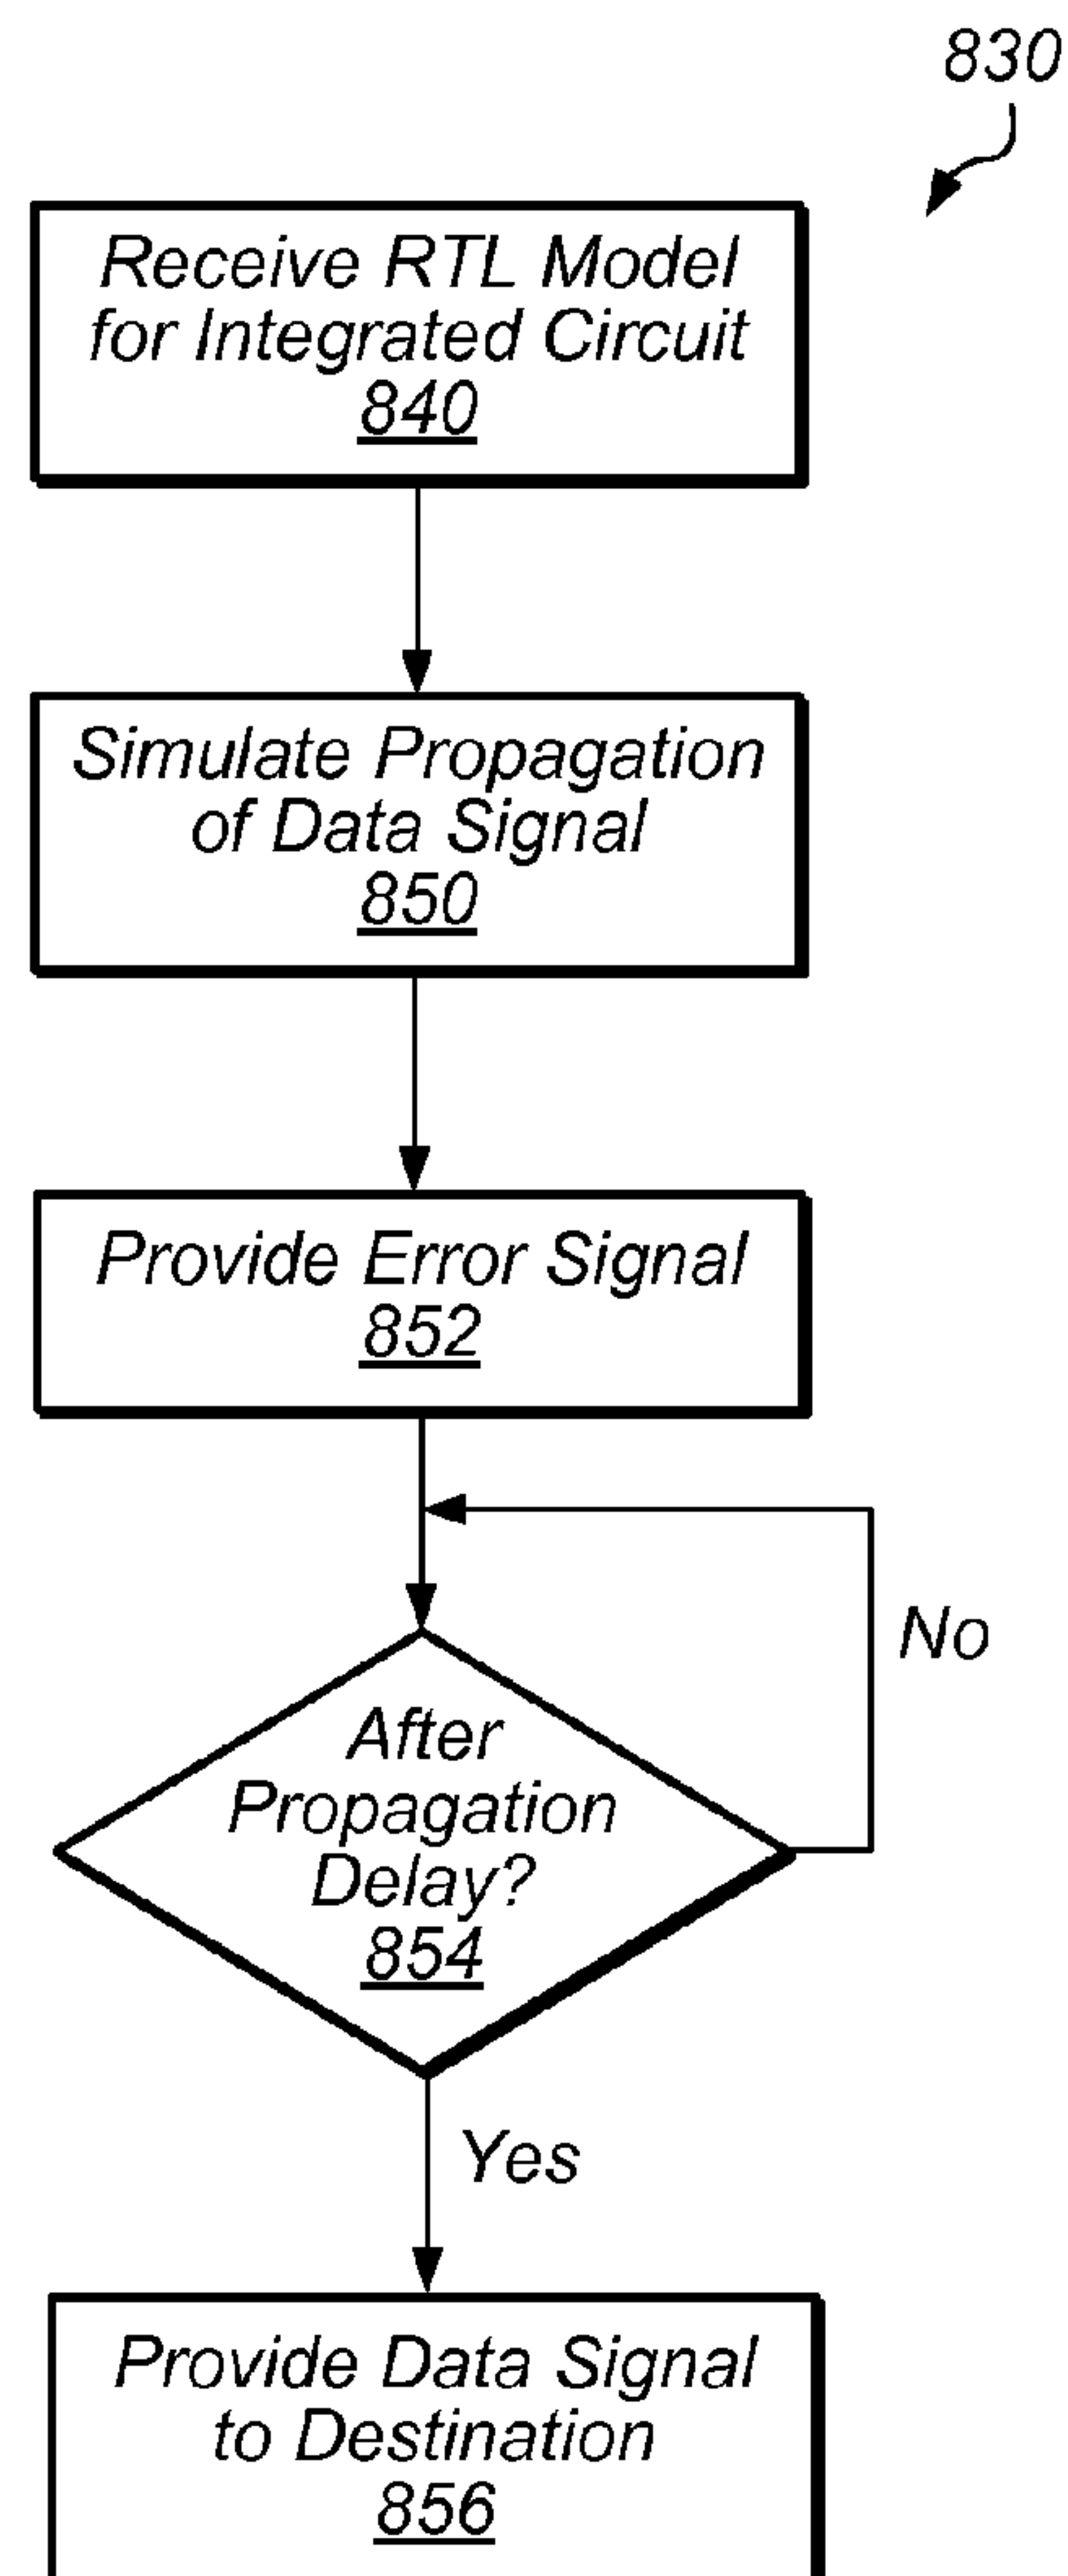 830
Receive RTL Model
for Integrated Circuit
840
Simulate Propagation
of Data Signal
850
Provide Error Signal
852
No
After
Propagation
Delay?
854
Yes
Provide Data Signal
to Destination
856